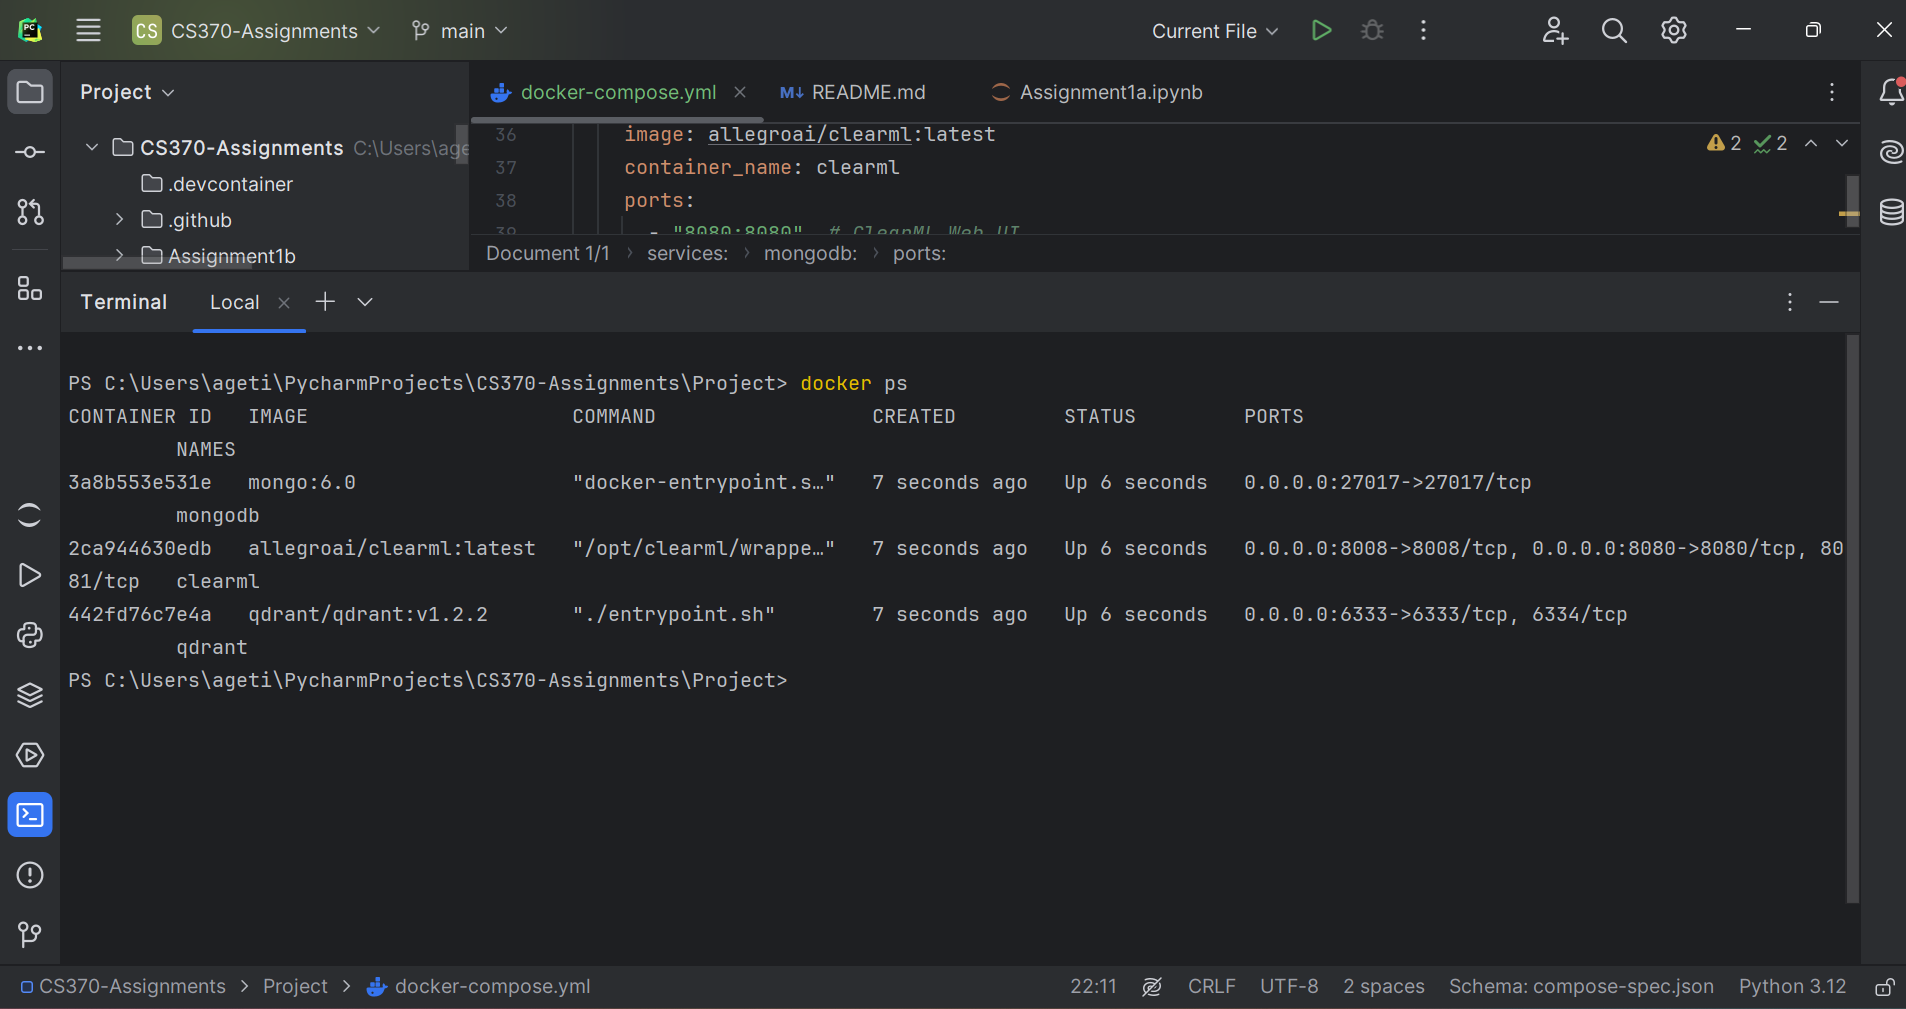 PC
CS CS370-Assignments main Current File
Project
docker-compose.yml
M↓ README.md
Assignment1a.ipynb
CS370-Assignments C:\Users\age
.devcontainer
.github
Assignment1b
36 image: allegroai/clearml:latest
37 container_name: clearml
38 ports:
39 - "8080:8080" # ClearML Web UI
2 2
Document 1/1 › services: › mongodb: › ports:
Terminal Local
PS C:\Users\ageti\PycharmProjects\CS370-Assignments\Project> docker ps
CONTAINER ID IMAGE COMMAND CREATED STATUS PORTS
NAMES
3a8b553e531e mongo:6.0 "docker-entrypoint.s…" 7 seconds ago Up 6 seconds 0.0.0.0:27017->27017/tcp
mongodb
2ca944630edb allegroai/clearml:latest "/opt/clearml/wrappe…" 7 seconds ago Up 6 seconds 0.0.0.0:8008->8008/tcp, 0.0.0.0:8080->8080/tcp, 80
81/tcp clearml
442fd76c7e4a qdrant/qdrant:v1.2.2 "./entrypoint.sh" 7 seconds ago Up 6 seconds 0.0.0.0:6333->6333/tcp, 6334/tcp
qdrant
PS C:\Users\ageti\PycharmProjects\CS370-Assignments\Project>
CS370-Assignments › Project › docker-compose.yml 22:11 CRLF UTF-8 2 spaces Schema: compose-spec.json Python 3.12